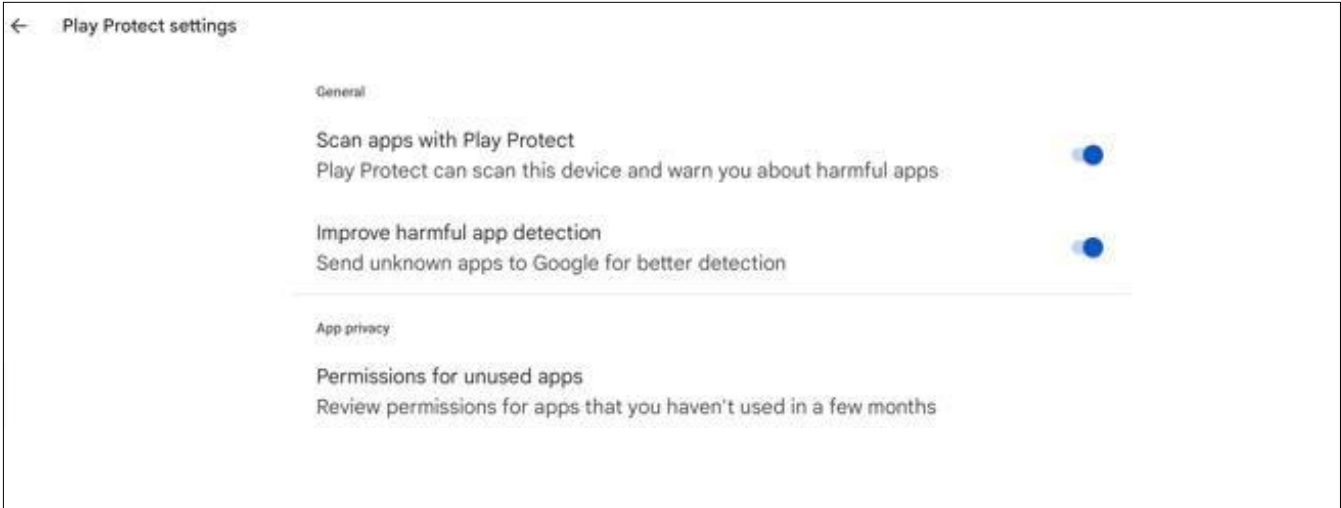 Play Protect settings
General
Scan apps with Play Protect
Play Protect can scan this device and warn you about harmful apps
Improve harmful app detection
Send unknown apps to Google for better detection
App privacy
Permissions for unused apps
Review permissions for apps that you haven't used in a few months